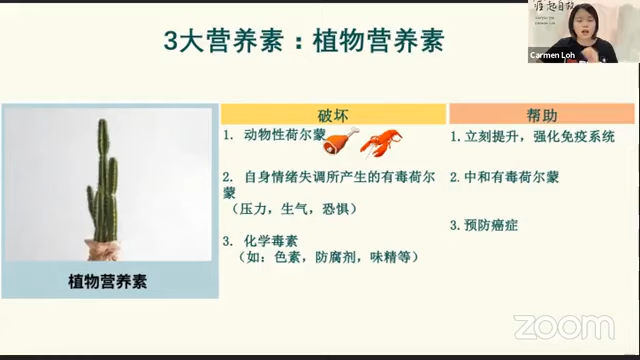 3大营养素：植物营养素
Carmen Loh
破坏
帮助
1. 动物性荷尔蒙
2. 自身情绪失调所产生的有毒荷尔
蒙
（压力，生气，恐惧）
3. 化学毒素
（如：色素，防腐剂，味精等）
1.立刻提升，强化免疫系统
2.中和有毒荷尔蒙
3.预防癌症
植物营养素
zoom